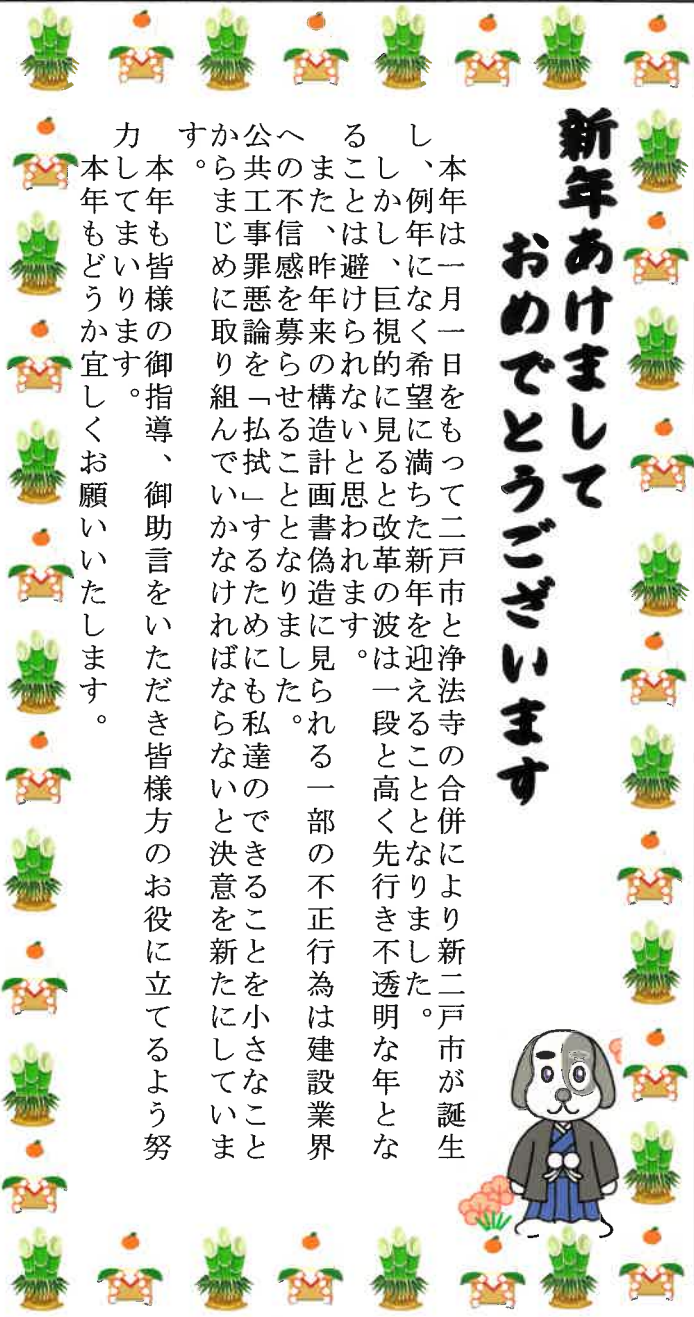 新年あけまして
おめでとうございます
本年は一月一日をもって二戸市と浄法寺の合併により新二戸市が誕生
し、例年になく希望に満ちた新年を迎えることとなりました。
しかし、巨視的に見ると改革の波は一段と高く先行き不透明な年とな
ることは避けられないと思われます。
また、昨年来の構造計画書偽造に見られる一部の不正行為は建設業界
への不信感を募らせることとなりました。
公共工事罪悪論を「払拭」するためにも私達のできることを小さなこと
からまじめに取り組んでいかなければならないと決意を新たにしていま
す。
本年も皆様の御指導、御助言をいただき皆様方のお役に立てるよう努
力してまいります。
本年もどうか宜しくお願いいたします。